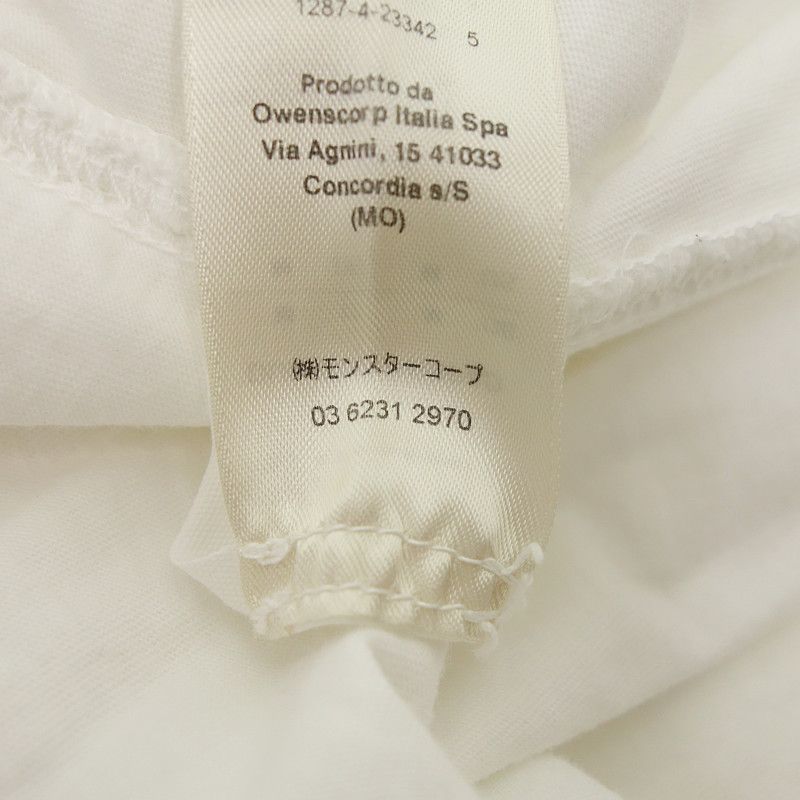 1287-4-23342 5
Prodotto da
Owenscorp Italia Spa
Via Agnini, 15 41033
Concordia s/S
(MO)
(株)モンスターコープ
03 6231 2970